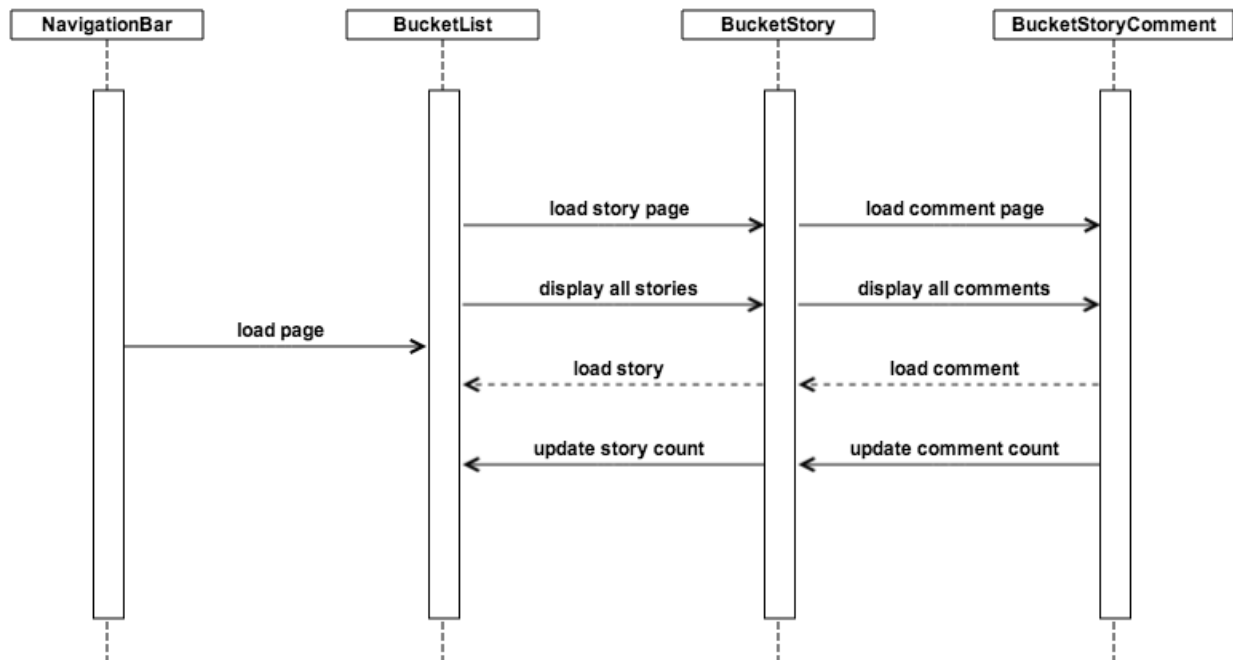 NavigationBar
BucketList
BucketStory
BucketStoryComment
load story page
load comment page
display all stories
display all comments
load page
load story
load comment
update story count
update comment count